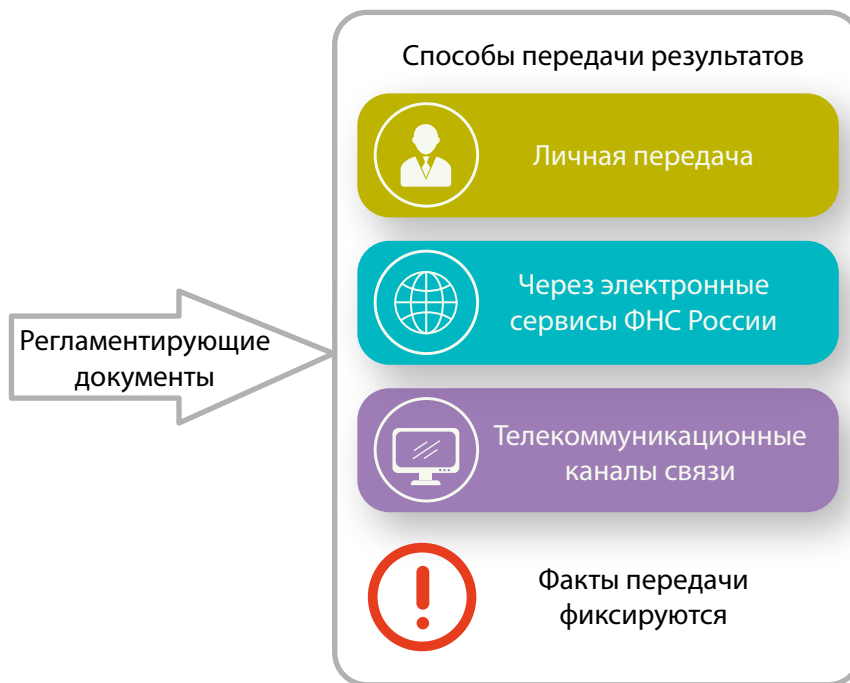 Способы передачи результатов
Личная передача
Через электронные
сервисы ФНС России
Регламентирующие
документы
Телекоммуникационные
каналы связи
Факты передачи
фиксируются